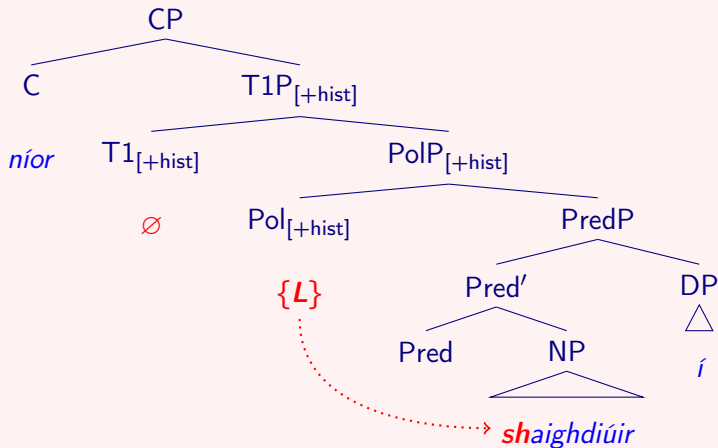 CP
C T1P[+hist]
níor T1[+hist] PolP[+hist]
∅ Pol[+hist] PredP
{L} Pred′ DP
Pred NP í
shaighdiúir